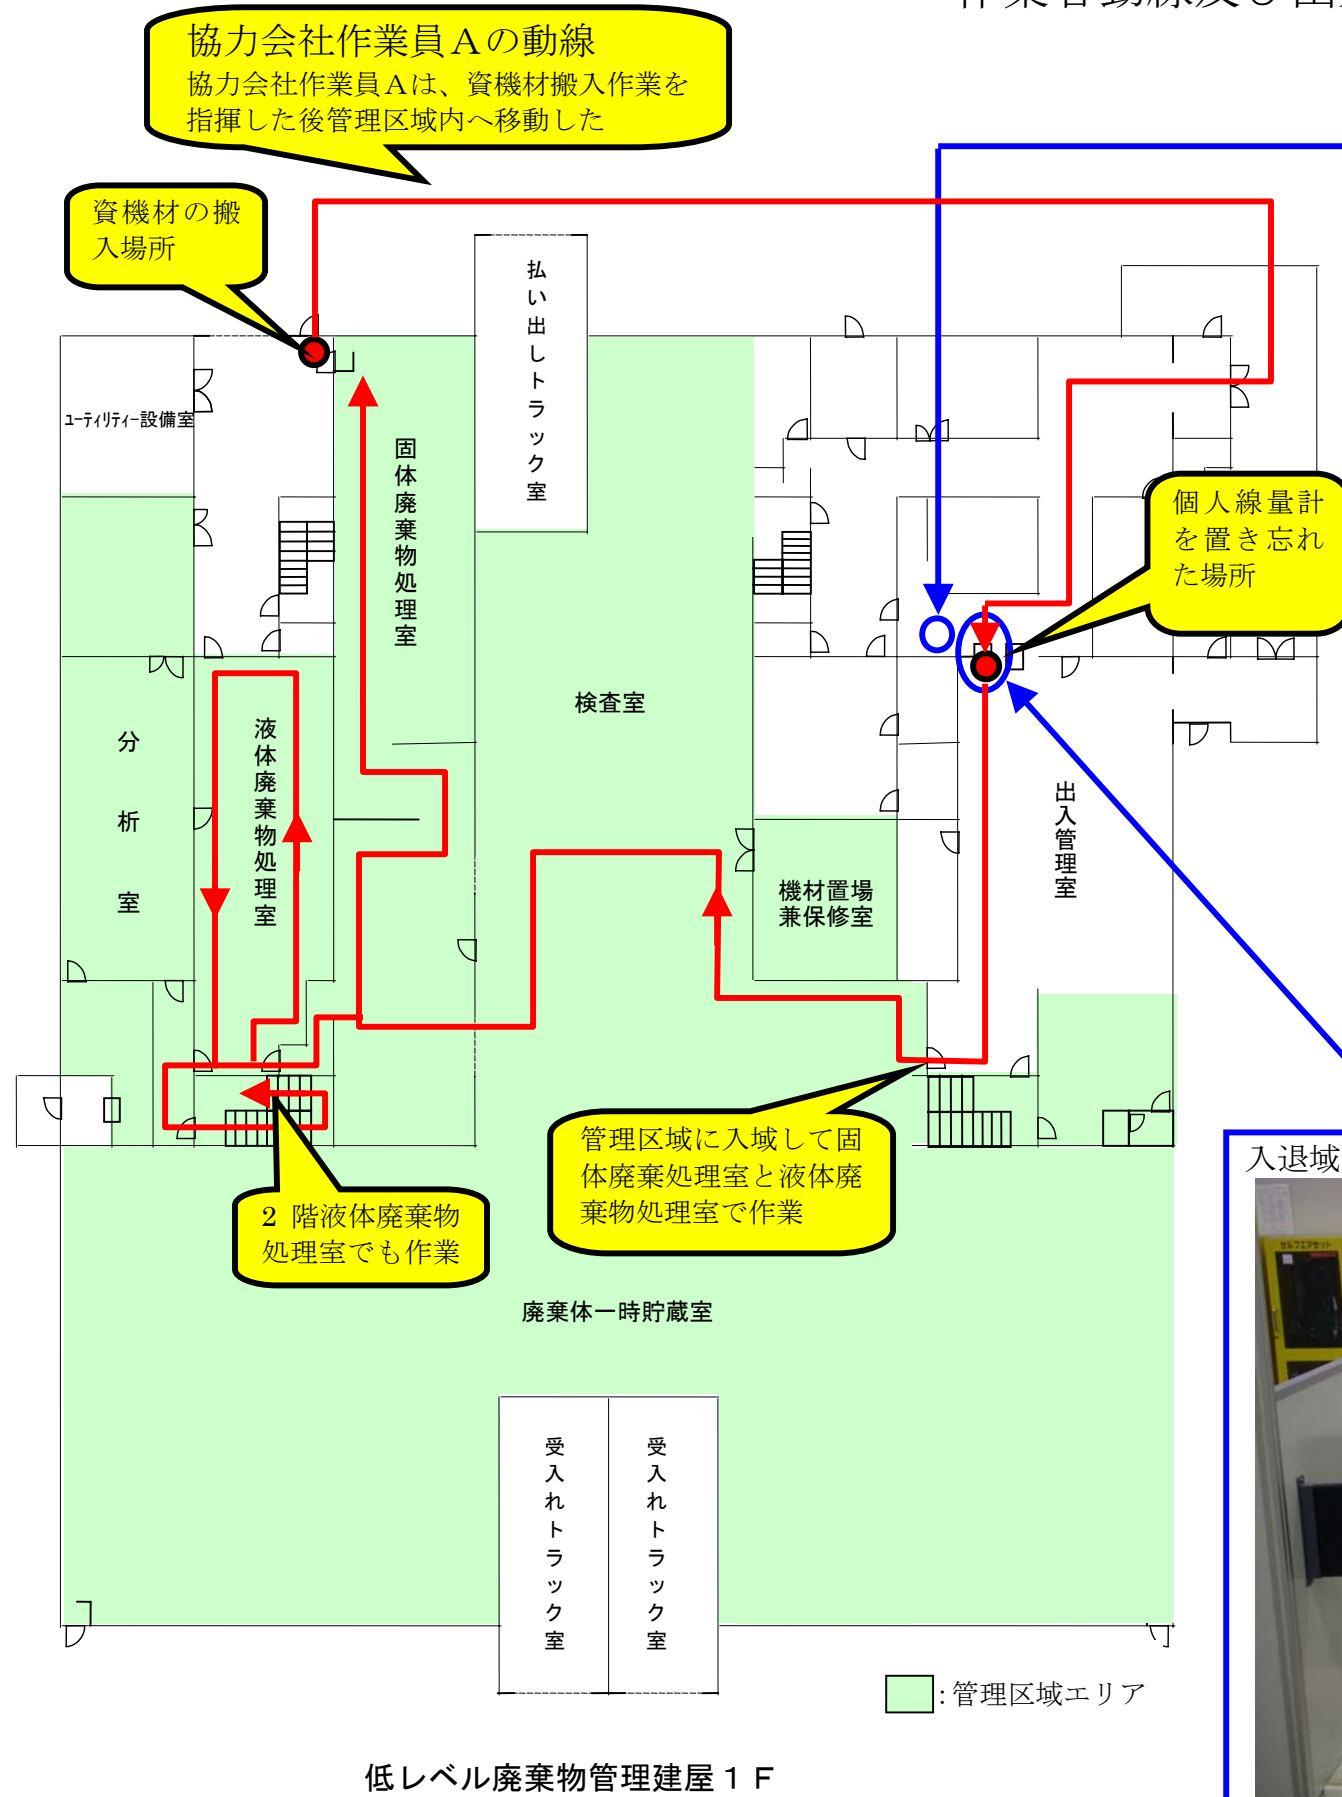 協力会社作業員Aの動線
協力会社作業員Aは、資機材搬入作業を
指揮した後管理区域内へ移動した
資機材の搬
入場所
払い出しトラック室
ユーティリティー設備室
固体廃棄物処理室
個人線量計
を置き忘れ
た場所
検査室
分析室
液体廃棄物処理室
出入管理室
機材置場
兼保修室
管理区域に入域して固
体廃棄処理室と液体廃
棄物処理室で作業
入退域
2 階液体廃棄物
処理室でも作業
セルフエアセット
廃棄体一時貯蔵室
受入れトラック室
受入れトラック室
:管理区域エリア
低レベル廃棄物管理建屋1F